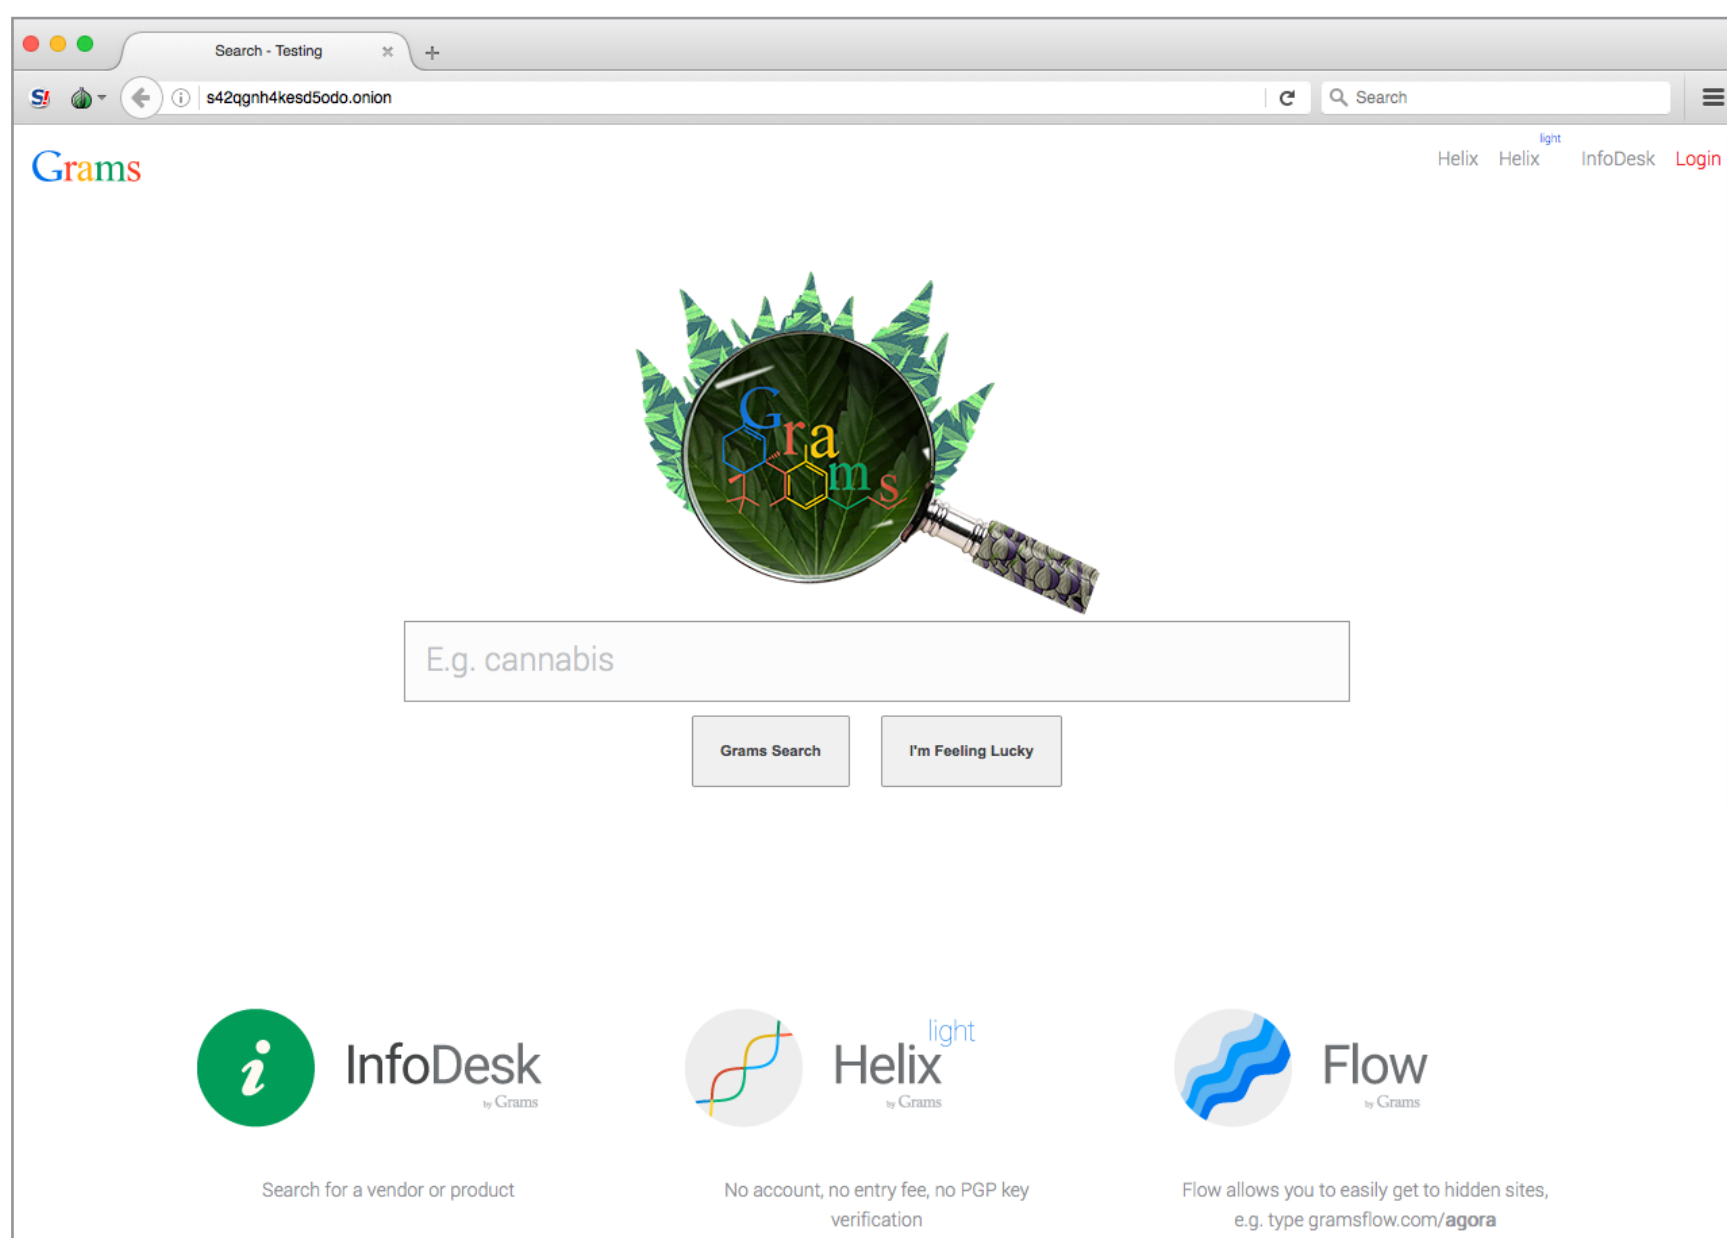 Search - Testing
S!
s42qgnh4kesd5odo.onion
Search
Grams
Helix Helix light InfoDesk Login
Grams
E.g. cannabis
Grams Search I'm Feeling Lucky
InfoDesk
by Grams
Helix light
by Grams
Flow
by Grams
Search for a vendor or product
No account, no entry fee, no PGP key
verification
Flow allows you to easily get to hidden sites,
e.g. type gramsflow.com/agora